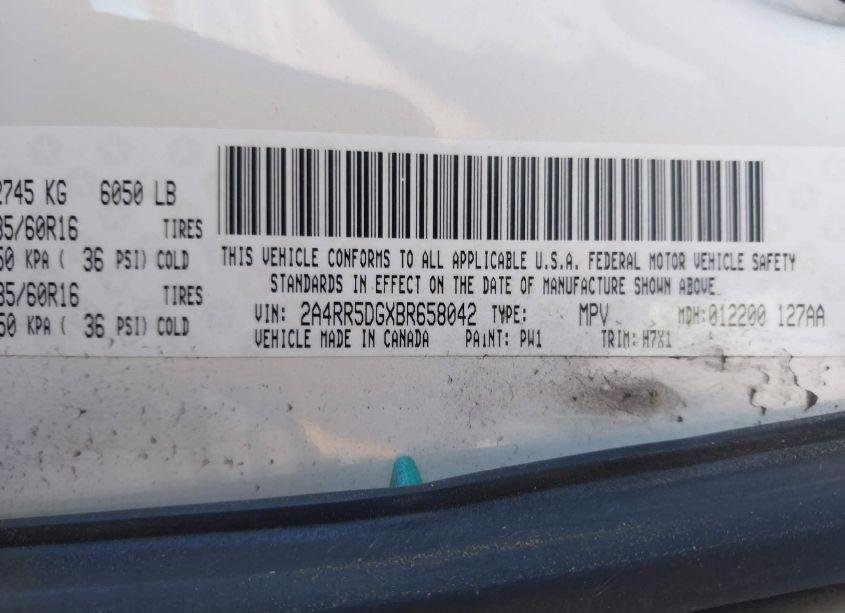 2745 KG 6050 LB
35/60R16 TIRES
50 KPA ( 36 PSI) COLD
35/60R16 TIRES
50 KPA ( 36 PSI) COLD
THIS VEHICLE CONFORMS TO ALL APPLICABLE U.S.A. FEDERAL MOTOR VEHICLE SAFETY
STANDARDS IN EFFECT ON THE DATE OF MANUFACTURE SHOWN ABOVE.
VIN: 2A4RR5DGXBR658042 TYPE: MPV MDH:012200 127AA
VEHICLE MADE IN CANADA PAINT: PW1 TRIM: H7X1